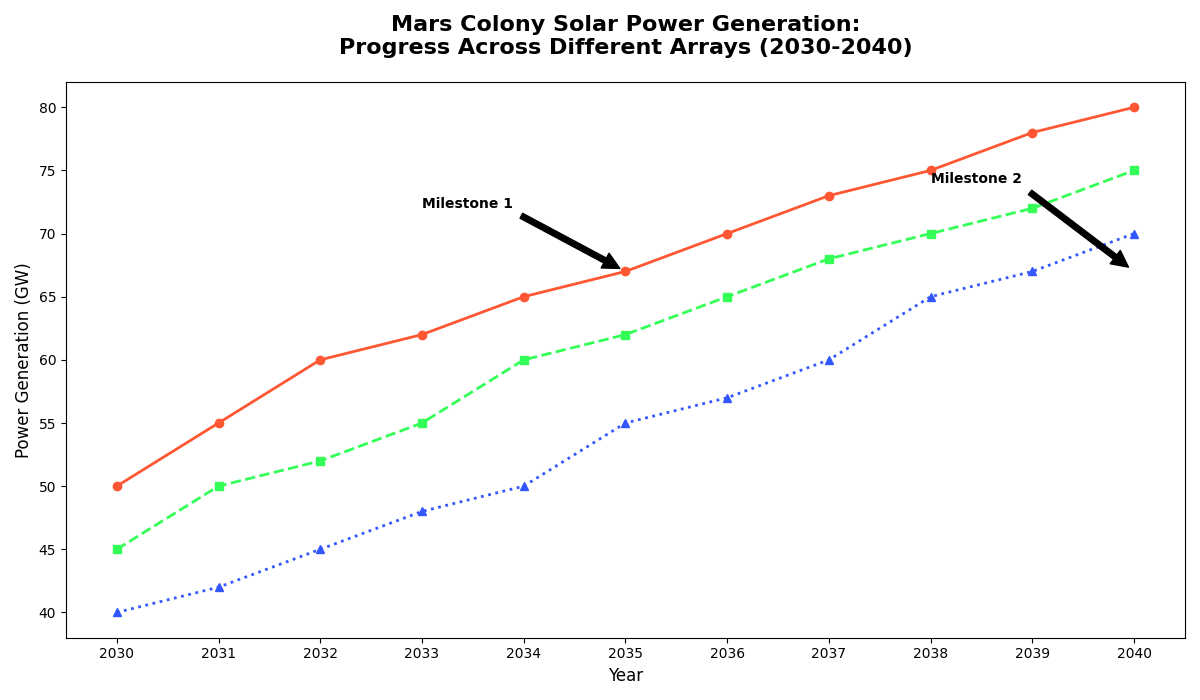 Mars Colony Solar Power Generation:
Progress Across Different Arrays (2030-2040)
80
75
70
65
60
55
50
45
40
Power Generation (GW)
Milestone 1
Milestone 2
2030 2031 2032 2033 2034 2035 2036 2037 2038 2039 2040
Year